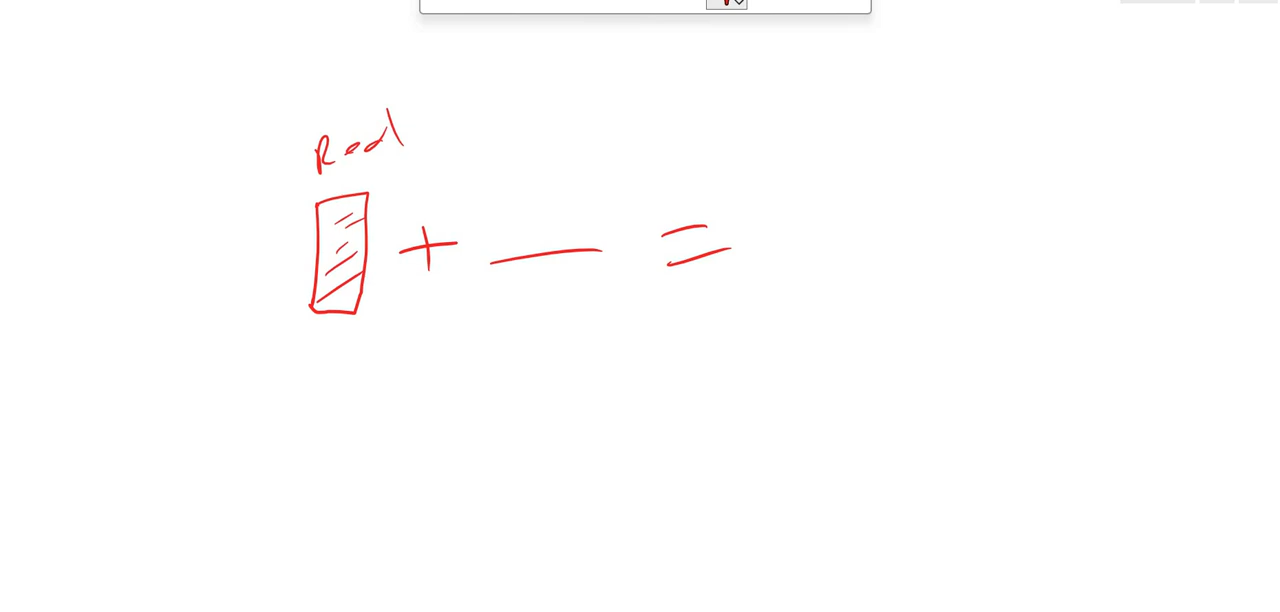 Red
+ =